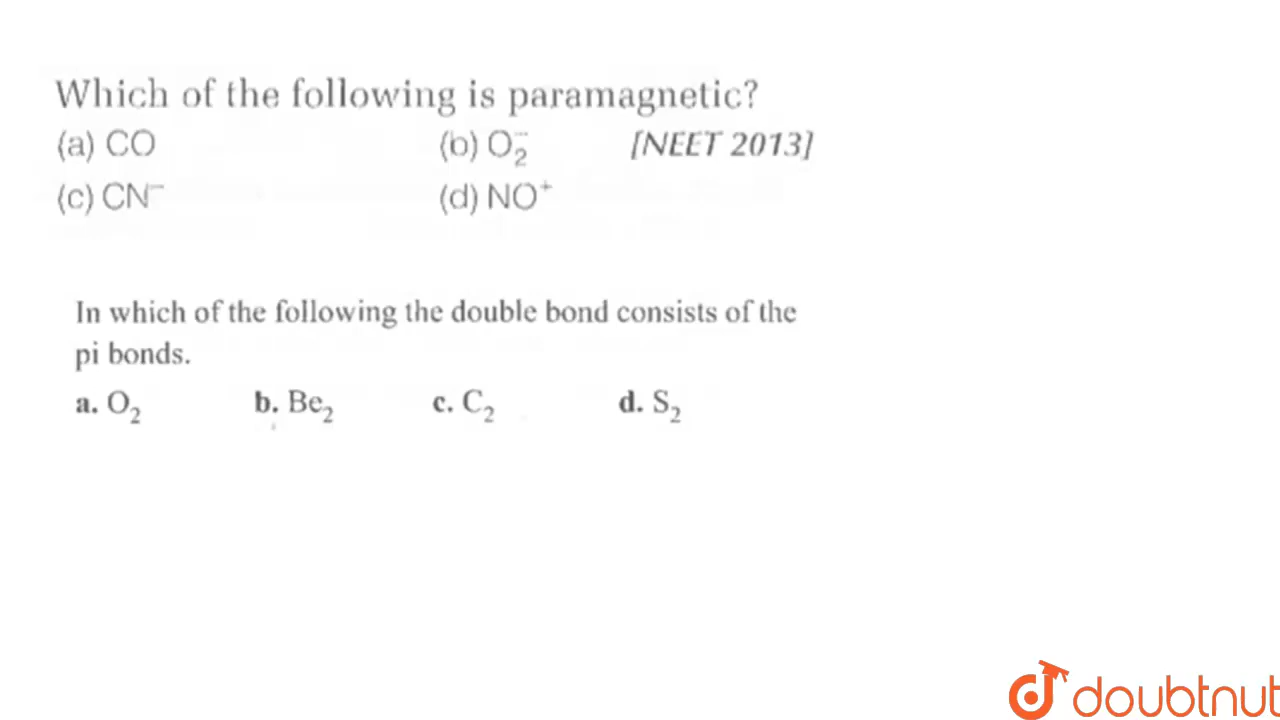 Which of the following is paramagnetic?
(a) CO (b) O₂⁻ [NEET 2013]
(c) CN⁻ (d) NO⁺
In which of the following the double bond consists of the
pi bonds.
a. O₂ b. Be₂ c. C₂ d. S₂
doubtnut